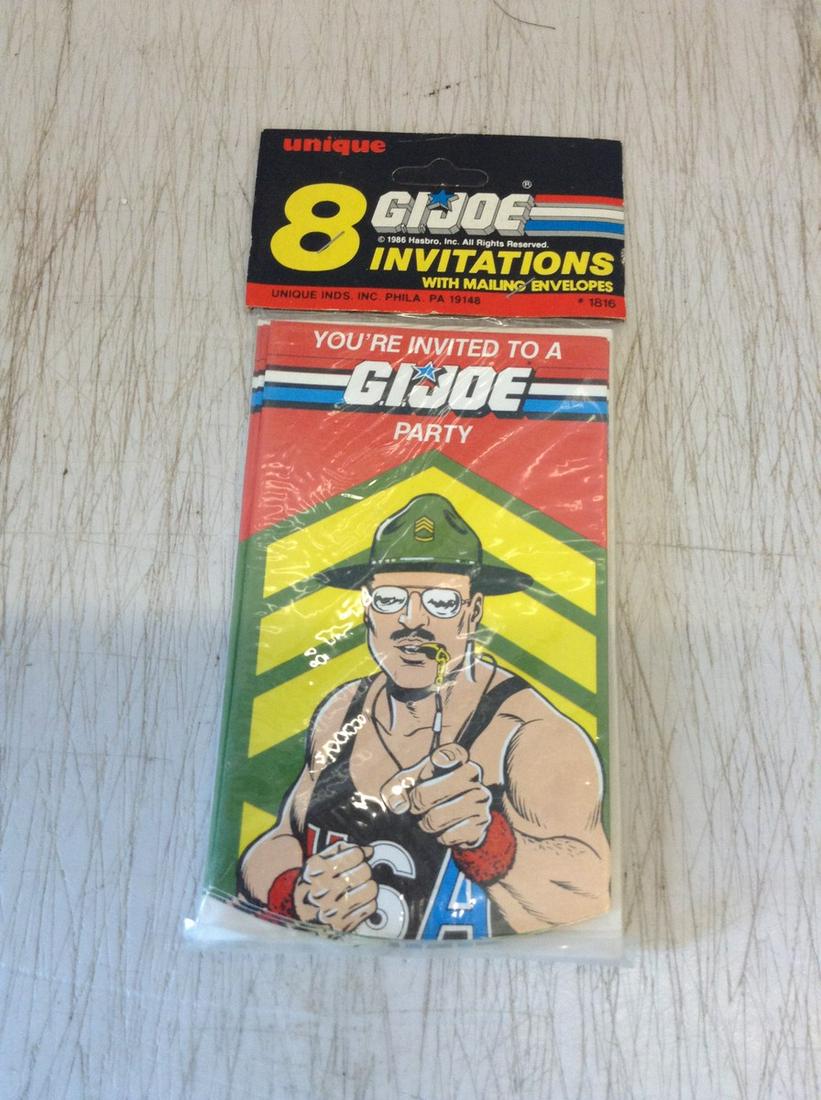 unique
8 G.I.JOE ®
© 1986 Hasbro, Inc. All Rights Reserved.
INVITATIONS
WITH MAILING ENVELOPES
UNIQUE INDS. INC. PHILA. PA 19148 * 1816
YOU'RE INVITED TO A
G.I.JOE
PARTY
USA